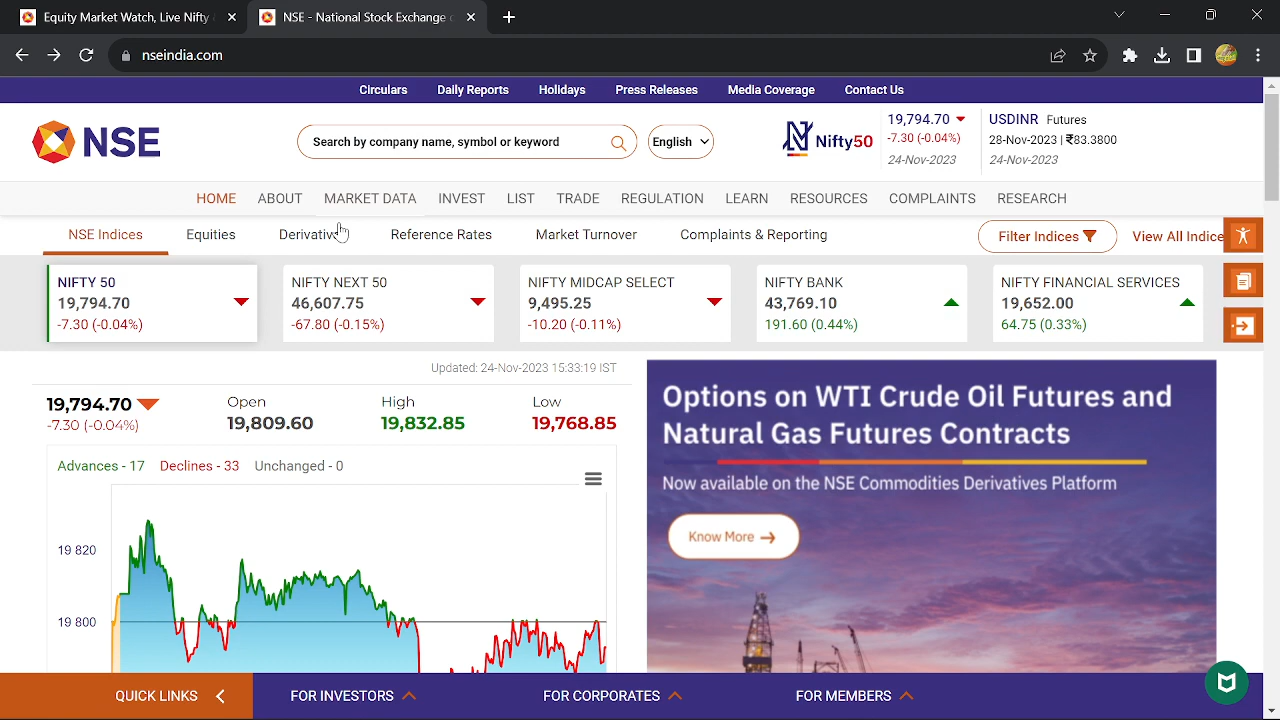 Equity Market Watch, Live Nifty
NSE - National Stock Exchange
nseindia.com
Circulars Daily Reports Holidays Press Releases Media Coverage Contact Us
NSE
Search by company name, symbol or keyword
English
Nifty50
19,794.70
-7.30 (-0.04%)
24-Nov-2023
USDINR Futures
28-Nov-2023 | ₹83.3800
24-Nov-2023
HOME ABOUT MARKET DATA INVEST LIST TRADE REGULATION LEARN RESOURCES COMPLAINTS RESEARCH
NSE Indices Equities Derivatives Reference Rates Market Turnover Complaints & Reporting
Filter Indices View All Indice
NIFTY 50
19,794.70
-7.30 (-0.04%)
NIFTY NEXT 50
46,607.75
-67.80 (-0.15%)
NIFTY MIDCAP SELECT
9,495.25
-10.20 (-0.11%)
NIFTY BANK
43,769.10
191.60 (0.44%)
NIFTY FINANCIAL SERVICES
19,652.00
64.75 (0.33%)
Updated: 24-Nov-2023 15:33:19 IST
19,794.70
-7.30 (-0.04%)
Open
19,809.60
High
19,832.85
Low
19,768.85
Advances - 17 Declines - 33 Unchanged - 0
19 820
19 800
Options on WTI Crude Oil Futures and
Natural Gas Futures Contracts
Now available on the NSE Commodities Derivatives Platform
Know More
QUICK LINKS FOR INVESTORS FOR CORPORATES FOR MEMBERS